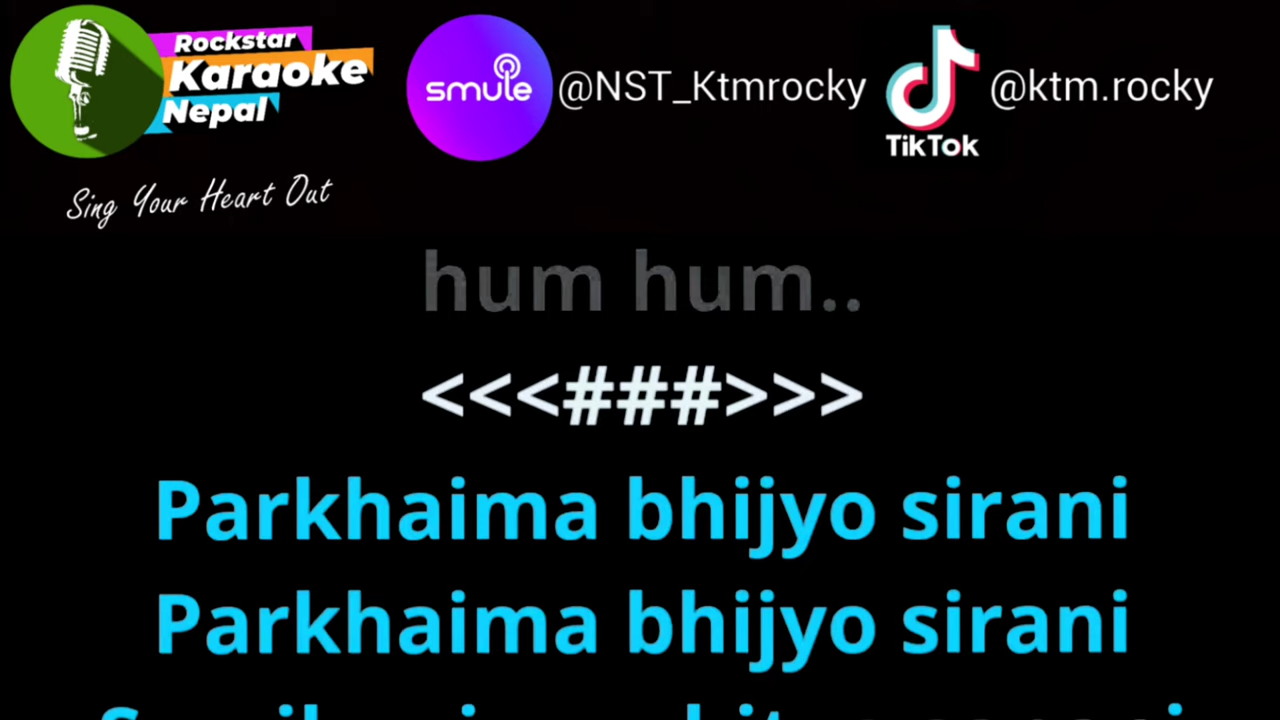 Rockstar
Karaoke
Nepal
smule @NST_Ktmrocky
TikTok @ktm.rocky
Sing Your Heart Out
hum hum..
<<<###>>>
Parkhaima bhijyo sirani
Parkhaima bhijyo sirani